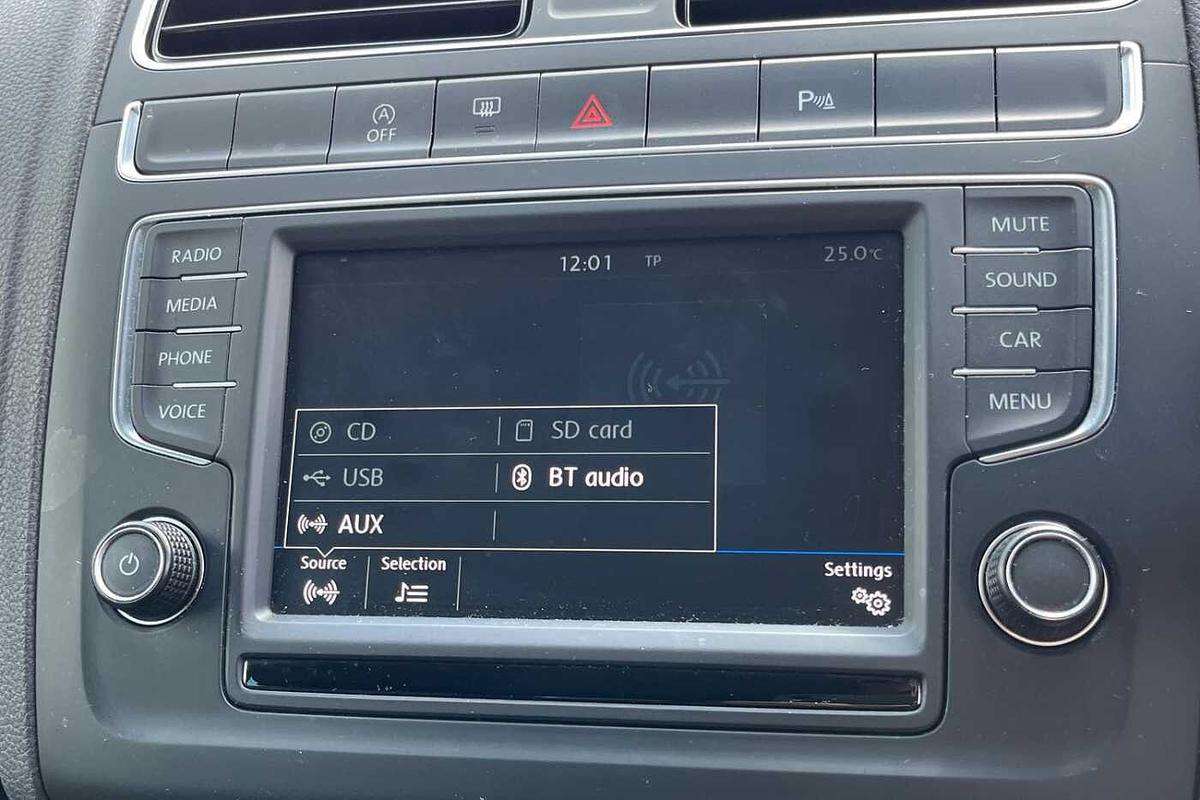 A
OFF
P
RADIO
MEDIA
PHONE
VOICE
12:01 TP 25.0°C
CD
SD card
USB
BT audio
AUX
Source
Selection
Settings
MUTE
SOUND
CAR
MENU